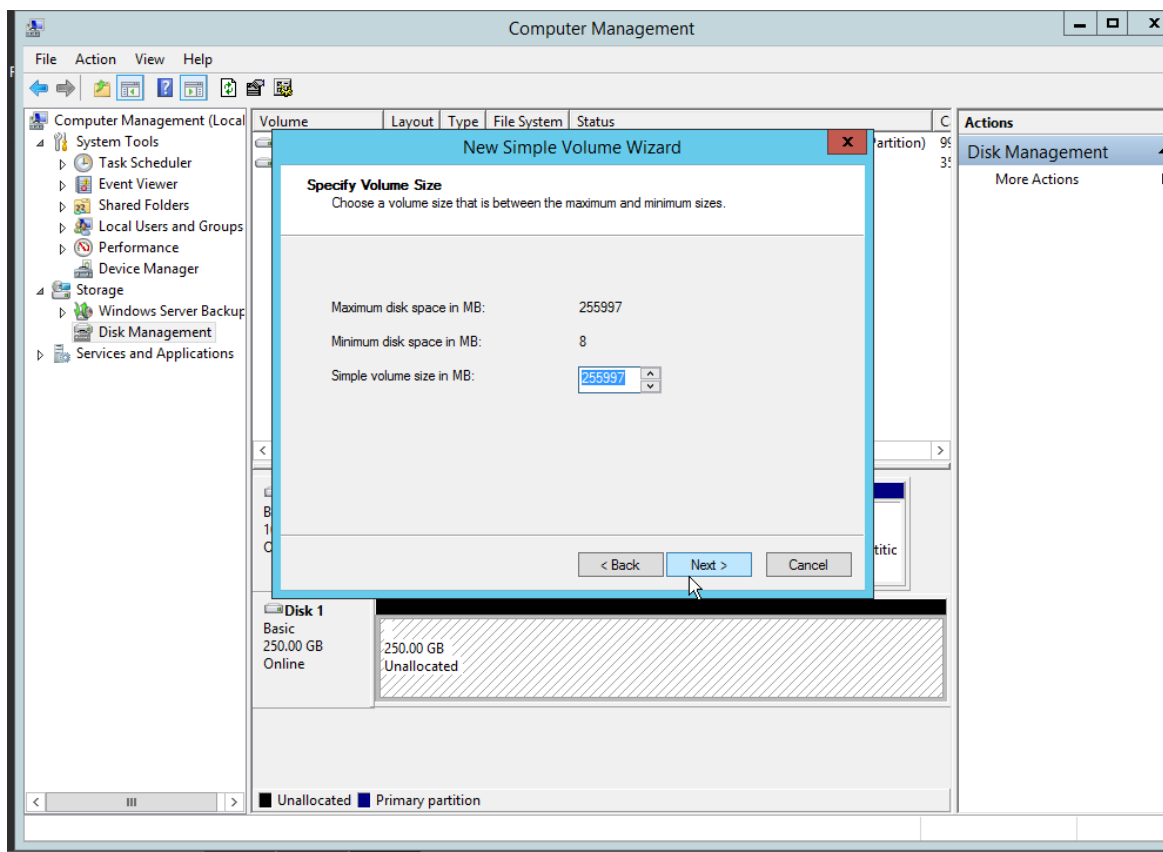 Computer Management
File Action View Help
Computer Management (Local
System Tools
Task Scheduler
Event Viewer
Shared Folders
Local Users and Groups
Performance
Device Manager
Storage
Windows Server Backup
Disk Management
Services and Applications
Volume Layout Type File System Status C
artition) 99
35
New Simple Volume Wizard
Specify Volume Size
Choose a volume size that is between the maximum and minimum sizes.
Maximum disk space in MB: 255997
Minimum disk space in MB: 8
Simple volume size in MB: 255997
< Back Next > Cancel
B
10
O
titic
Disk 1
Basic
250.00 GB
Online
250.00 GB
Unallocated
Unallocated Primary partition
Actions
Disk Management
More Actions